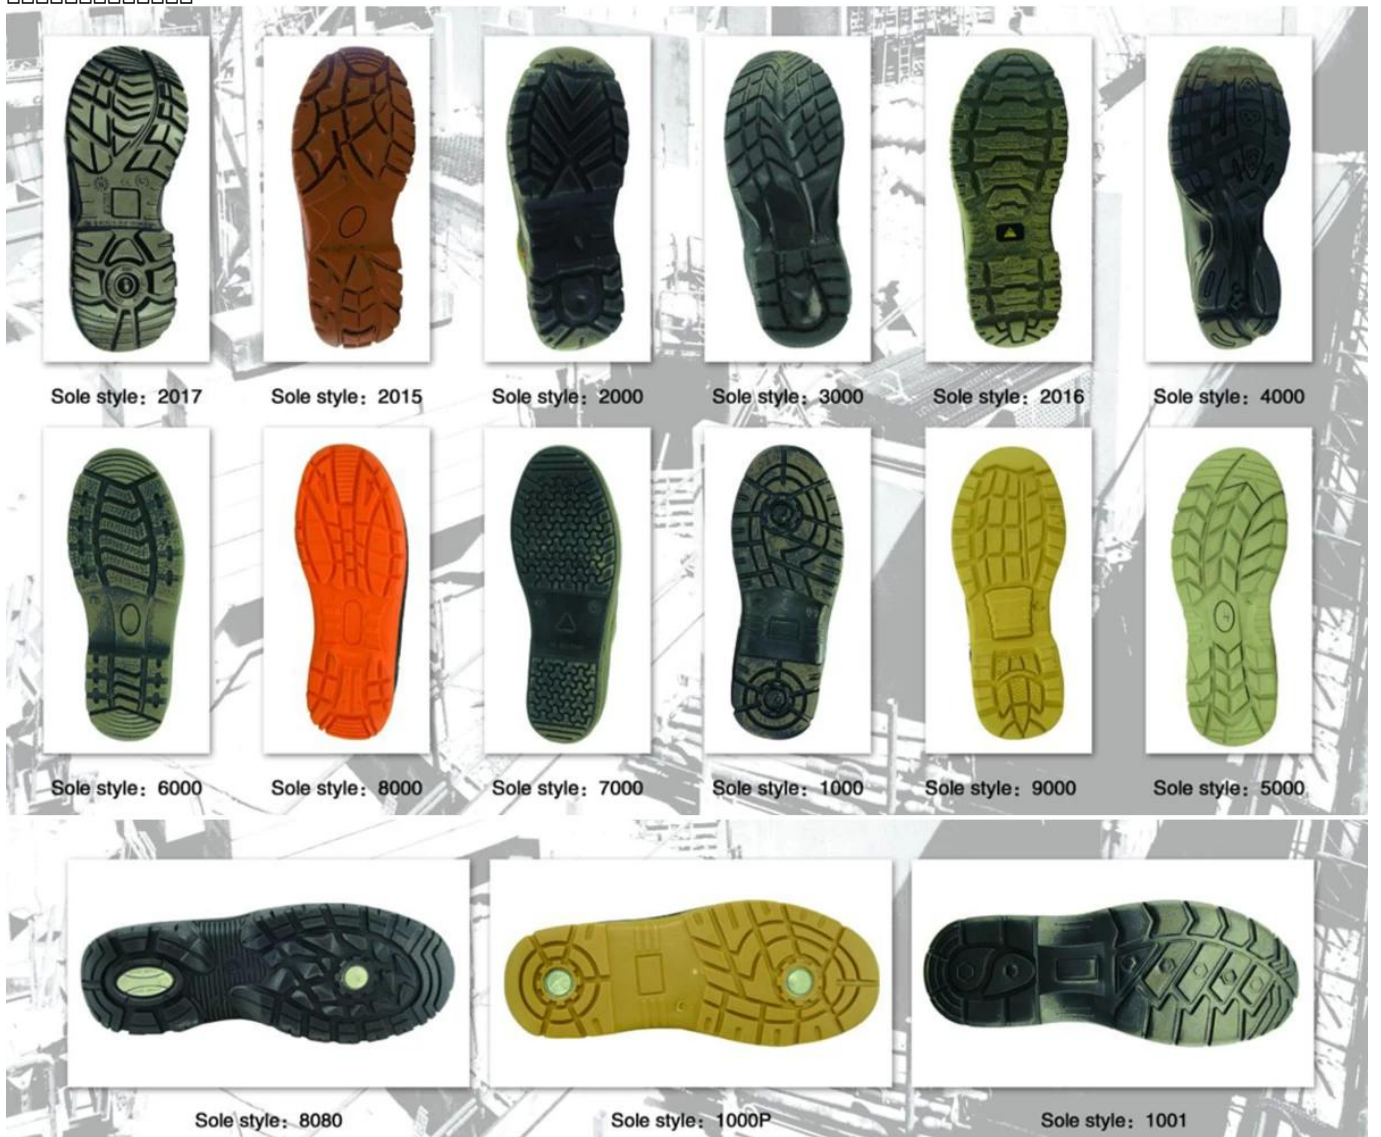 Sole style：2017
Sole style：2015
Sole style：2000
Sole style：3000
Sole style：2016
Sole style：4000
Sole style：6000
Sole style：8000
Sole style：7000
Sole style：1000
Sole style：9000
Sole style：5000
Sole style：8080
Sole style：1000P
Sole style：1001